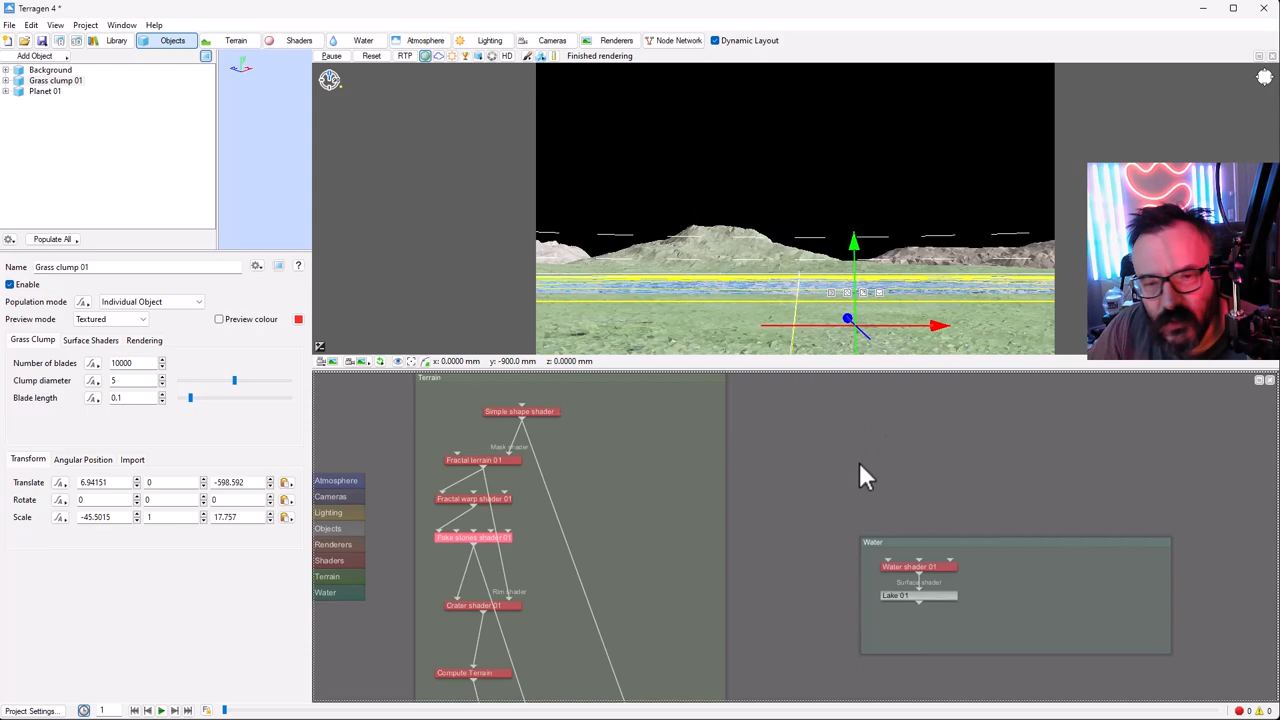 Terragen 4 *
File Edit View Project Window Help
Library Objects Terrain Shaders Water Atmosphere Lighting Cameras Renderers Node Network Dynamic Layout
Add Object Pause Reset RTP HD Finished rendering
Background
Grass clump 01
Planet 01
Populate All
Name Grass clump 01
Enable
Population mode Individual Object
Preview mode Textured Preview colour
Grass Clump Surface Shaders Rendering
Number of blades 10000
Clump diameter 5
Blade length 0.1
Transform Angular Position Import
Translate 6.94151 0 -598.592
Rotate 0 0 0
Scale -45.5015 1 17.757
x: 0.0000 mm y: -900.0 mm z: 0.0000 mm
Atmosphere
Cameras
Lighting
Objects
Renderers
Shaders
Terrain
Water
Terrain
Simple shape shader
Mask shader
Fractal terrain 01
Fractal warp shader 01
Fake stones shader 01
Rim shader
Crater shader 01
Compute Terrain
Water
Water shader 01
Surface shader
Lake 01
Project Settings... 1 0 0